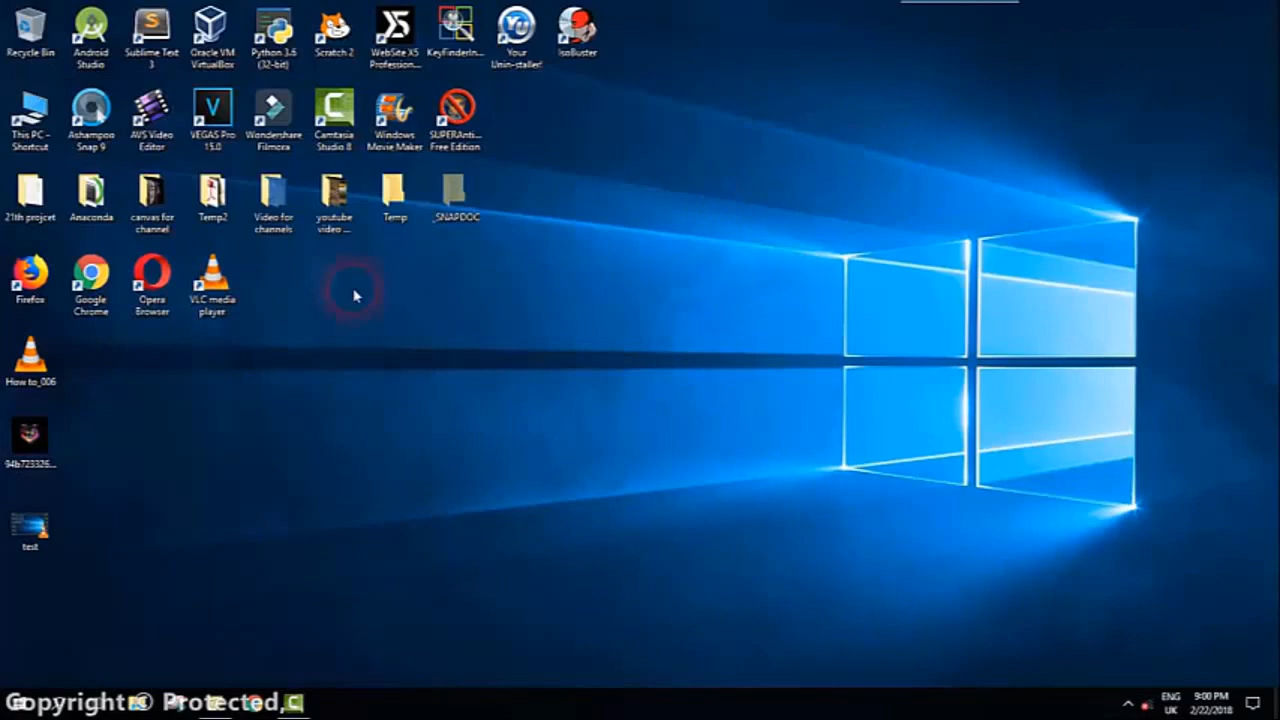 Recycle Bin
Android
Studio
Sublime Text
3
Oracle VM
VirtualBox
Python 3.6
(32-bit)
Scratch 2
WebSite X5
Profession...
KeyFinderIn...
Your
Unin-staller!
IsoBuster
This PC -
Shortcut
Ashampoo
Snap 9
AVS Video
Editor
VEGAS Pro
15.0
Wondershare
Filmora
Camtasia
Studio 8
Windows
Movie Maker
SUPERAnti...
Free Edition
21th projcet
Anaconda
canvas for
channel
Temp2
Video for
channels
youtube
video ...
Temp
_SNAPDOC
Firefox
Google
Chrome
Opera
Browser
VLC media
player
How to_006
94b723326...
test
Copyright © Protected,
ENG
UK
9:00 PM
2/22/2018